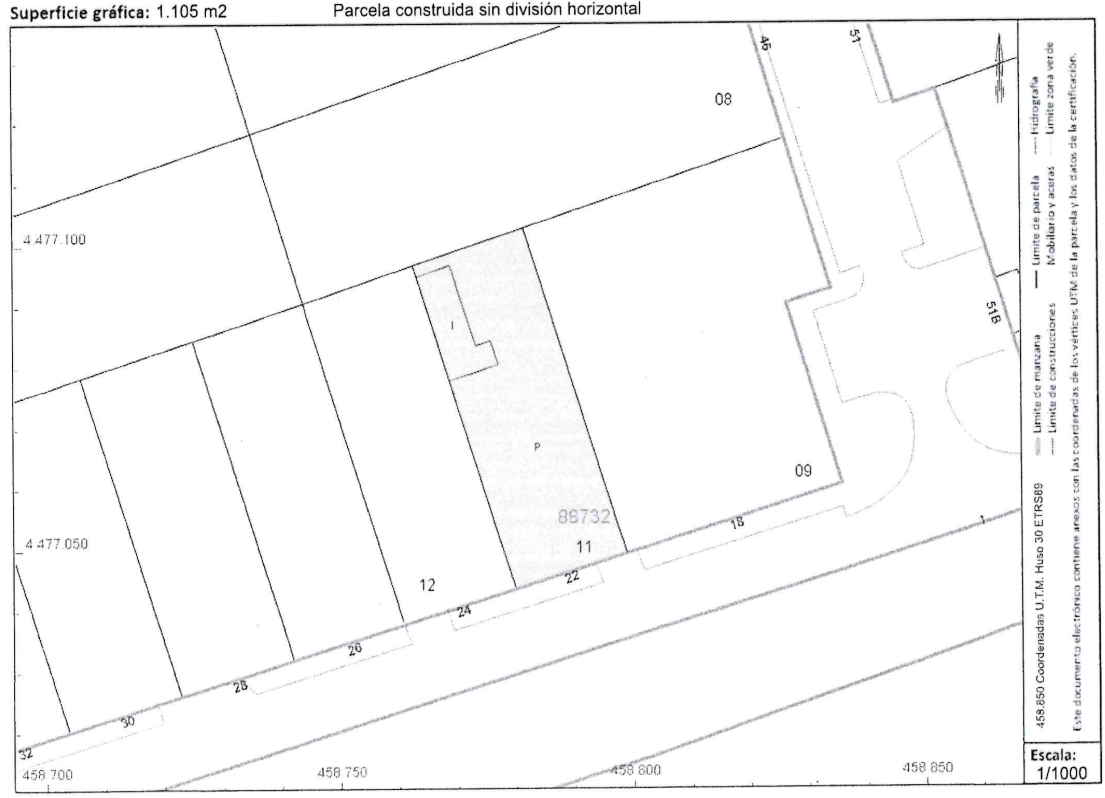 Superficie gráfica: 1.105 m2
Parcela construida sin división horizontal
46
51
08
4 477.100
51B
I
P
09
88732
18
1
4 477.050
11
22
12
24
26
28
30
32
458 700
458 750
458 800
458 850
Límite de manzana
Límite de parcela
Hidrografía
Límite de construcciones
Mobiliario y aceras
Límite zona verde
458.850 Coordenadas U.T.M. Huso 30 ETRS89
Este documento electrónico contiene anexos con las coordenadas de los vértices UTM de la parcela y los datos de la certificación.
Escala:
1/1000